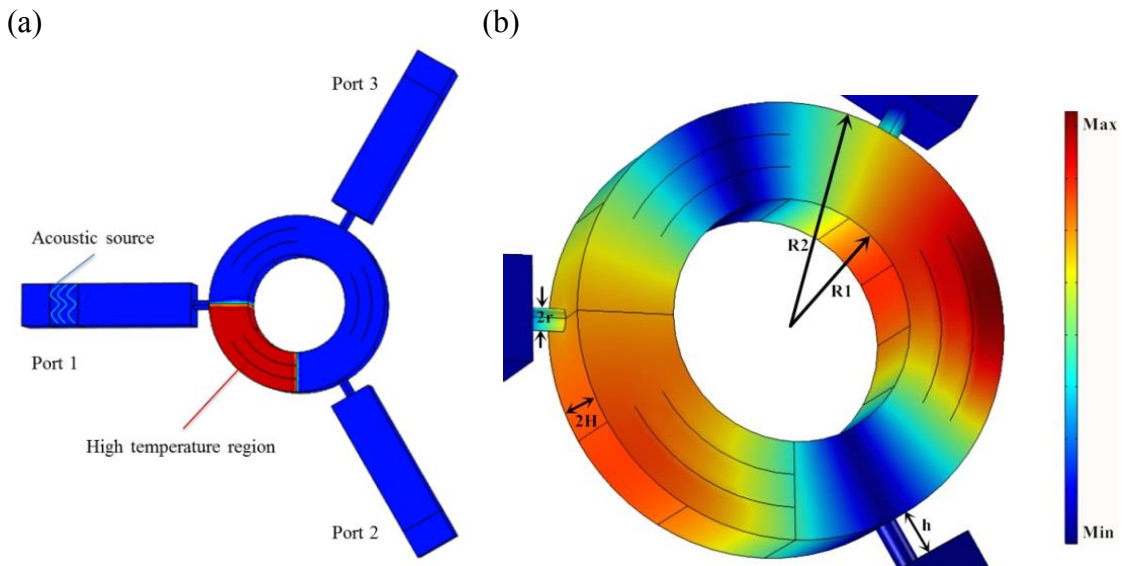 (a)
Port 3
Acoustic source
Port 1
High temperature region
Port 2
(b)
R2
R1
2r
2H
h
Max
Min